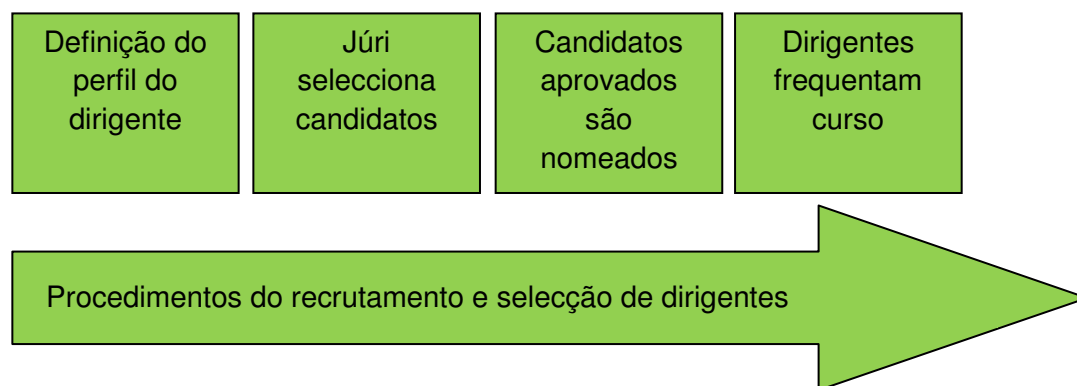 Definição do
perfil do
dirigente
Júri
selecciona
candidatos
Candidatos
aprovados
são
nomeados
Dirigentes
frequentam
curso
Procedimentos do recrutamento e selecção de dirigentes